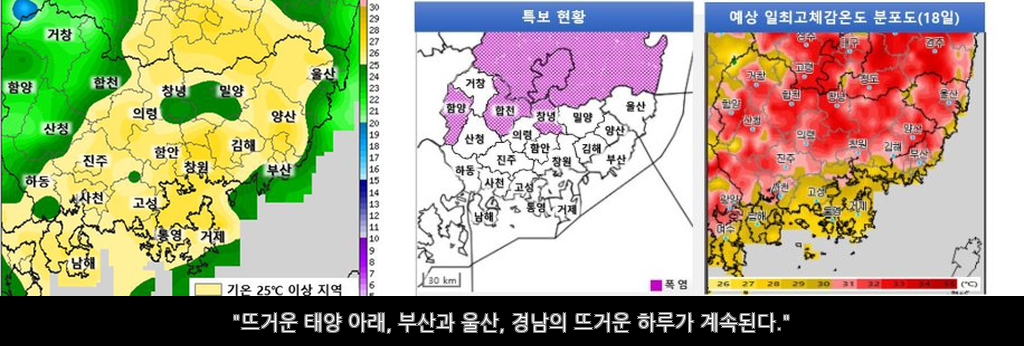 30
29
28
27
26
25
24
23
22
21
20
19
18
17
16
15
14
13
12
11
10
9
8
7
6
5
거창
함양
합천
울산
창녕
밀양
의령
양산
산청
함안
김해
진주
창원
부산
하동
사천
고성
통영
거제
남해
기온 25℃ 이상 지역
특보 현황
거창
함양
합천
창녕
밀양
울산
산청
의령
양산
함안
김해
진주
창원
부산
하동
사천
고성
통영
거제
남해
30 km
폭 염
예상 일최고체감온도 분포도(18일)
대구
경주
고령
청도
거창
합천
창녕
울산
함양
산청
의령
양산
창원
김해
부산
진주
사천
고성
거제
통영
광양
남해
여수
26 27 28 29 30 31 32 33 34 35 (℃)
"뜨거운 태양 아래, 부산과 울산, 경남의 뜨거운 하루가 계속된다."